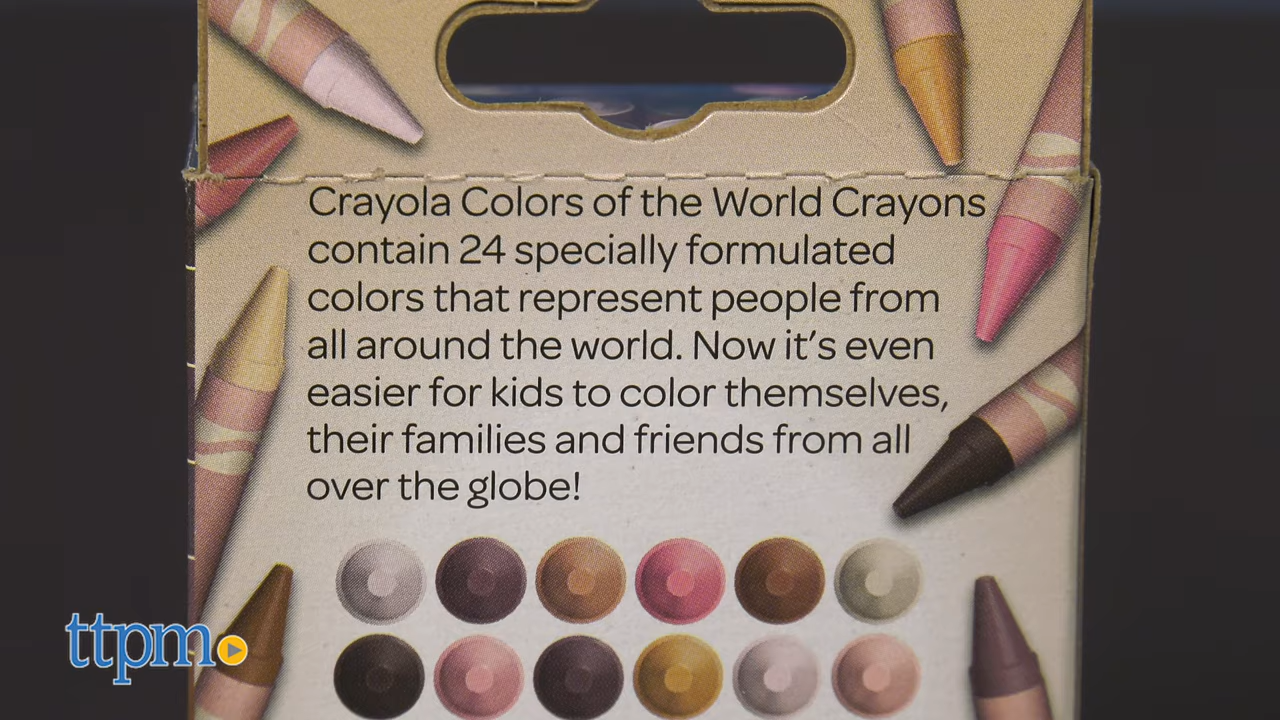 Crayola Colors of the World Crayons
contain 24 specially formulated
colors that represent people from
all around the world. Now it's even
easier for kids to color themselves,
their families and friends from all
over the globe!
ttpm